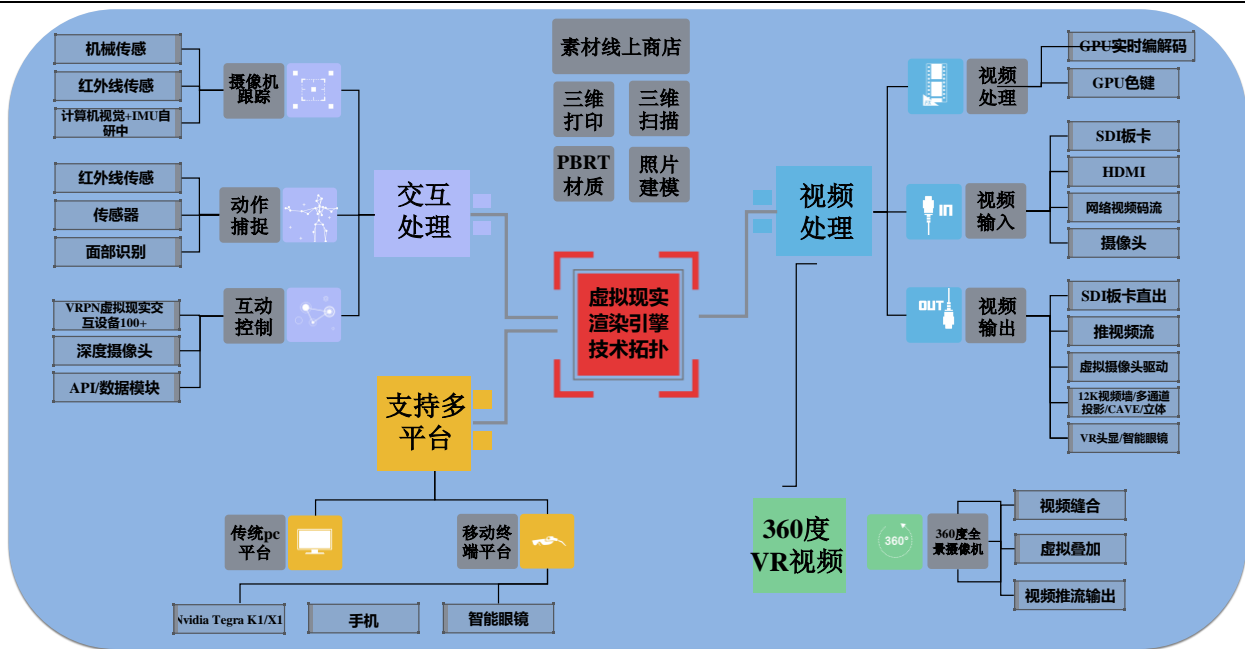 素材线上商店
三维
打印
三维
扫描
PBRT
材质
照片
建模
虚拟现实
渲染引擎
技术拓扑
交互
处理
摄像机
跟踪
机械传感
红外线传感
计算机视觉+IMU自
研中
动作
捕捉
红外线传感
传感器
面部识别
互动
控制
VRPN虚拟现实交
互设备100+
深度摄像头
API/数据模块
支持多
平台
传统pc
平台
移动终
端平台
Nvidia Tegra K1/X1
手机
智能眼镜
视频
处理
视频
处理
GPU实时编解码
GPU色键
IN
视频
输入
SDI板卡
HDMI
网络视频码流
摄像头
OUT
视频
输出
SDI板卡直出
推视频流
虚拟摄像头驱动
12K视频墙/多通道
投影/CAVE/立体
VR头显/智能眼镜
360度
VR视频
360°
360度全
景摄像机
视频缝合
虚拟叠加
视频推流输出